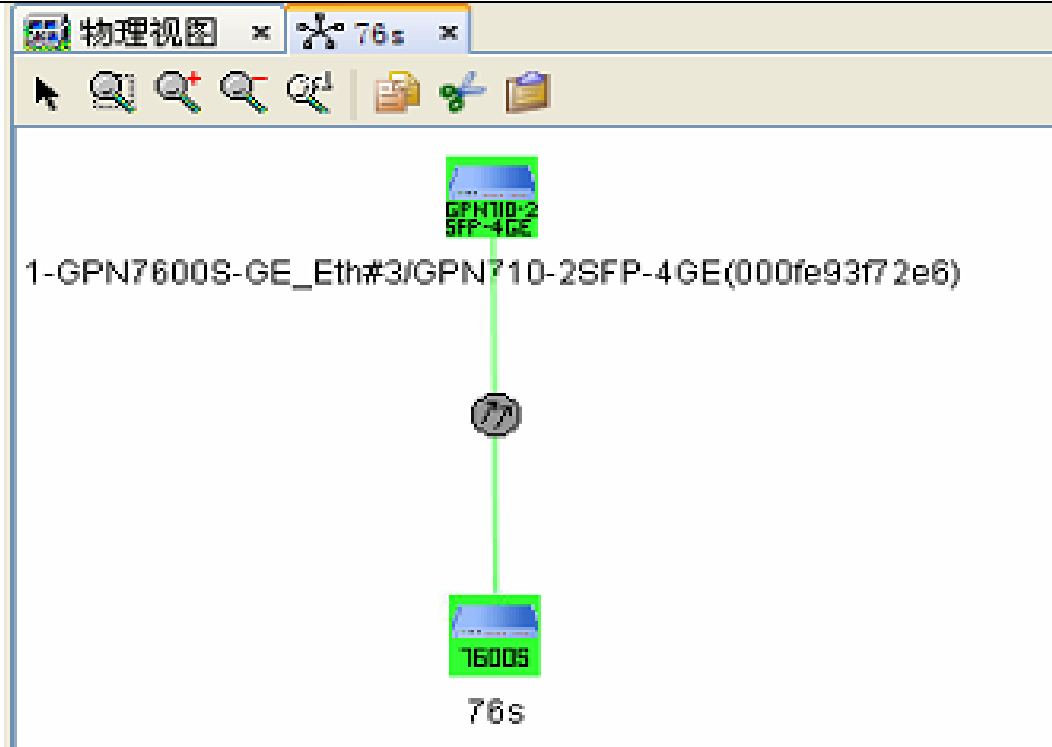 物理视图 76s
GPN710-2
SFP-4GE
1-GPN7600S-GE_Eth#3/GPN710-2SFP-4GE(000fe93f72e6)
7600S
76s